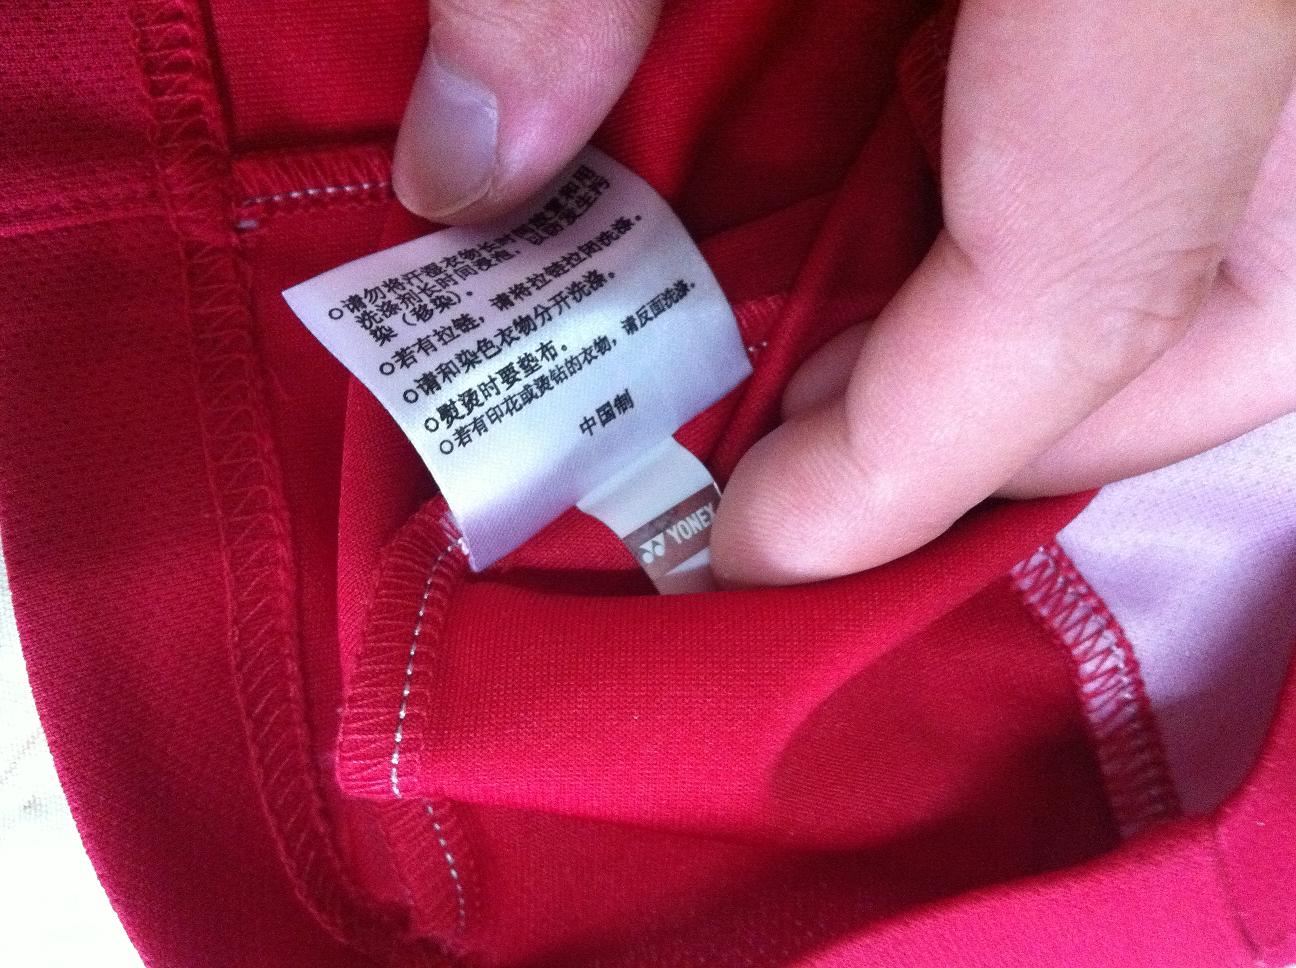 ○请勿将汗湿衣物长时间放置和用
洗涤剂长时间浸泡，以防发生污
染（移染）。
○若有拉链，请将拉链拉闭洗涤。
○请和染色衣物分开洗涤。
○熨烫时要垫布。
○若有印花或烫钻的衣物，请反面洗涤。
中国制
YONEX